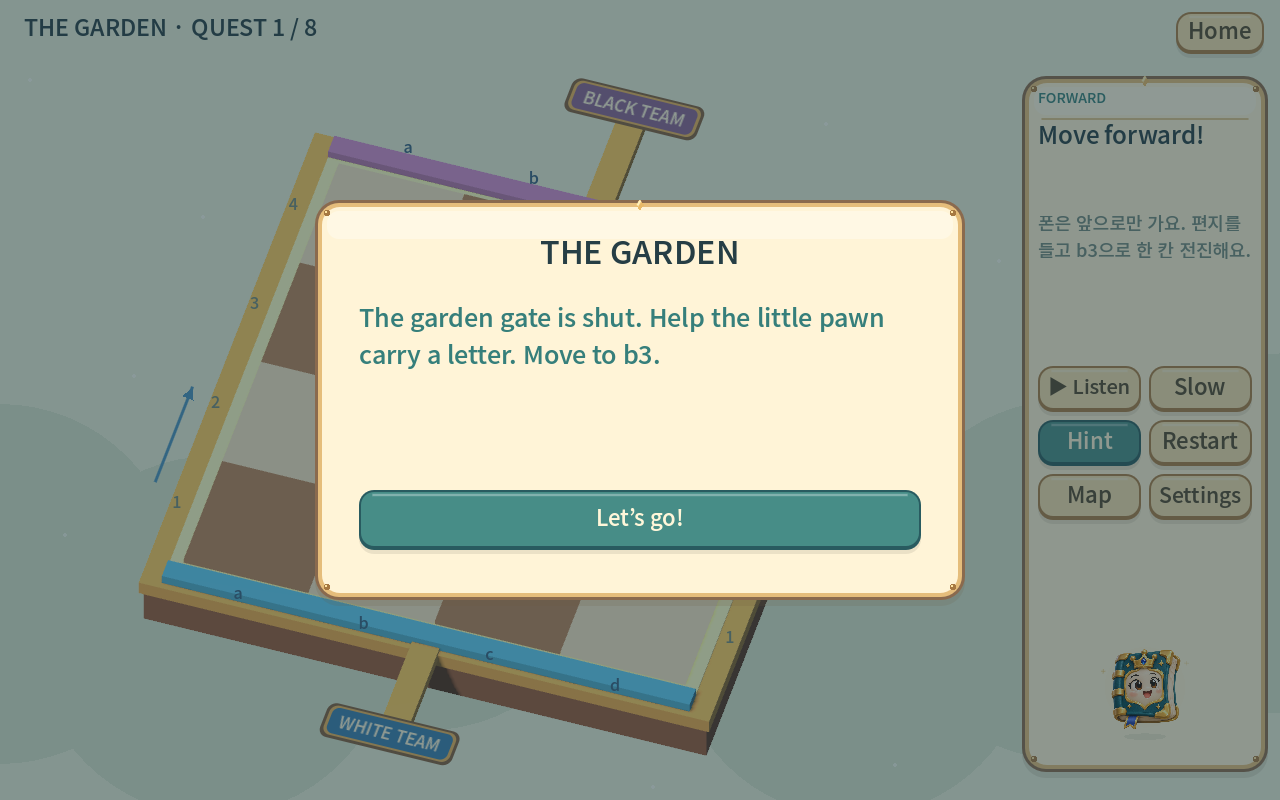 THE GARDEN · QUEST 1 / 8
Home
BLACK TEAM
a
b
4
3
2
1
FORWARD
Move forward!
폰은 앞으로만 가요. 편지를
들고 b3으로 한 칸 전진해요.
THE GARDEN
The garden gate is shut. Help the little pawn
carry a letter. Move to b3.
Let’s go!
▶ Listen
Slow
Hint
Restart
Map
Settings
a
b
c
d
1
WHITE TEAM